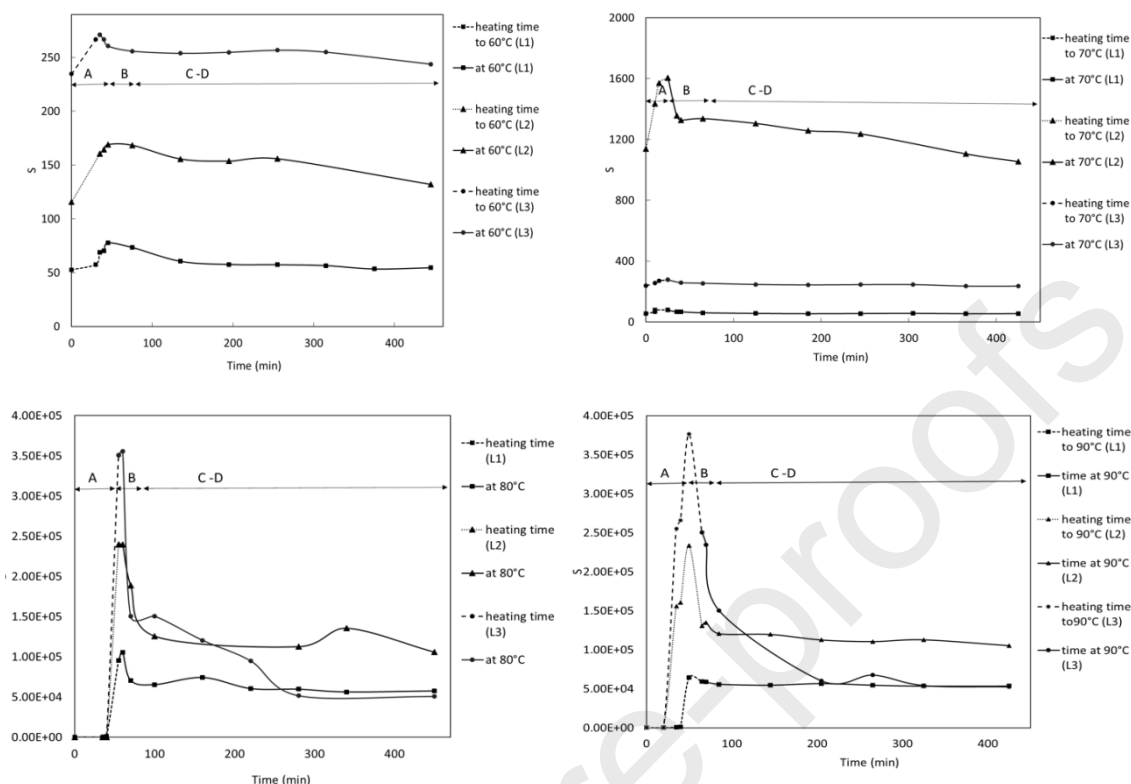 250
200
150
100
50
0
S
A
B
C -D
0
100
200
300
400
Time (min)
heating time
to 60°C (L1)
at 60°C (L1)
heating time
to 60°C (L2)
at 60°C (L2)
heating time
to 60°C (L3)
at 60°C (L3)
2000
1600
1200
800
400
0
S
A
B
C -D
0
100
200
300
400
Time (min)
heating time
to 70°C (L1)
at 70°C (L1)
heating time
to 70°C (L2)
at 70°C (L2)
heating time
to 70°C (L3)
at 70°C (L3)
4.00E+05
3.50E+05
3.00E+05
2.50E+05
2.00E+05
1.50E+05
1.00E+05
5.00E+04
0.00E+00
A
B
C -D
0
100
200
300
400
Time (min)
heating time
(L1)
at 80°C
heating time
(L2)
at 80°C
heating time
(L3)
at 80°C
4.00E+05
3.50E+05
3.00E+05
2.50E+05
2.00E+05
1.50E+05
1.00E+05
5.00E+04
0.00E+00
S
A
B
C -D
0
100
200
300
400
Time (min)
heating time
to 90°C (L1)
time at 90°C
(L1)
heating time
to 90°C (L2)
time at 90°C
(L2)
heating time
to90°C (L3)
time at 90°C
(L3)
re-proofs